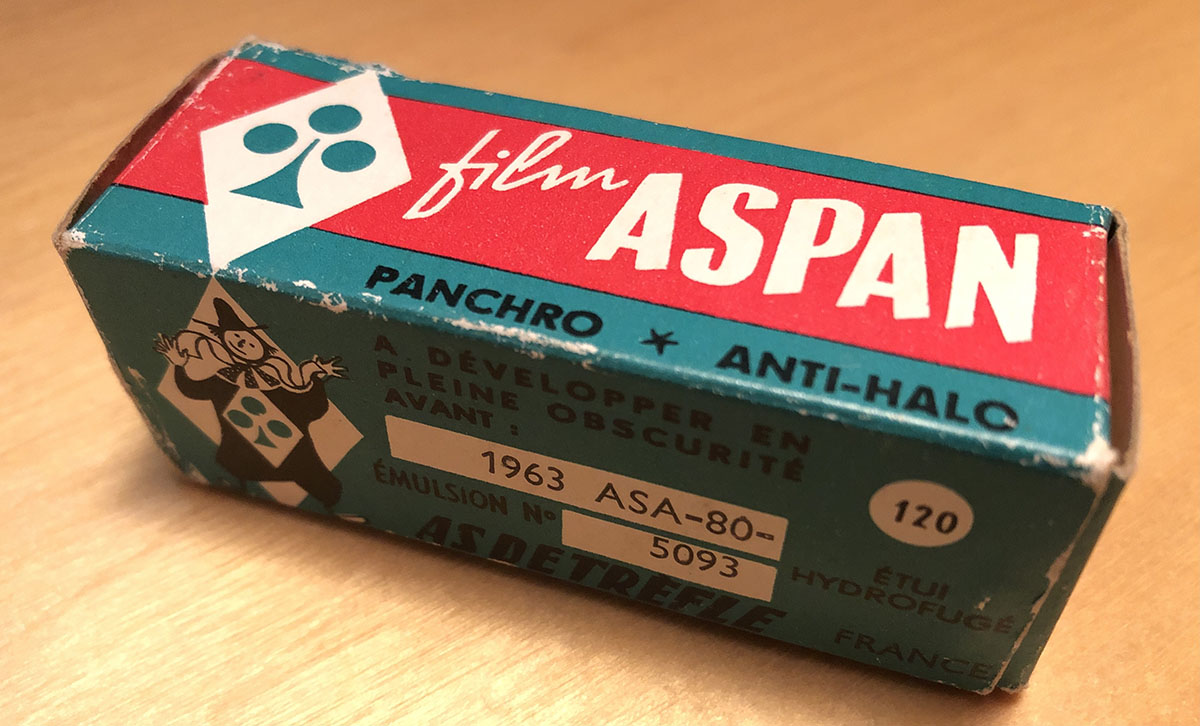 film ASPAN
PANCHRO ★ ANTI-HALO
A DÉVELOPPER EN
PLEINE OBSCURITÉ
AVANT :
1963 ASA-80-
ÉMULSION Nº 5093
AS DE TRÈFLE
120
ÉTUI
HYDROFUGÉ
FRANCE